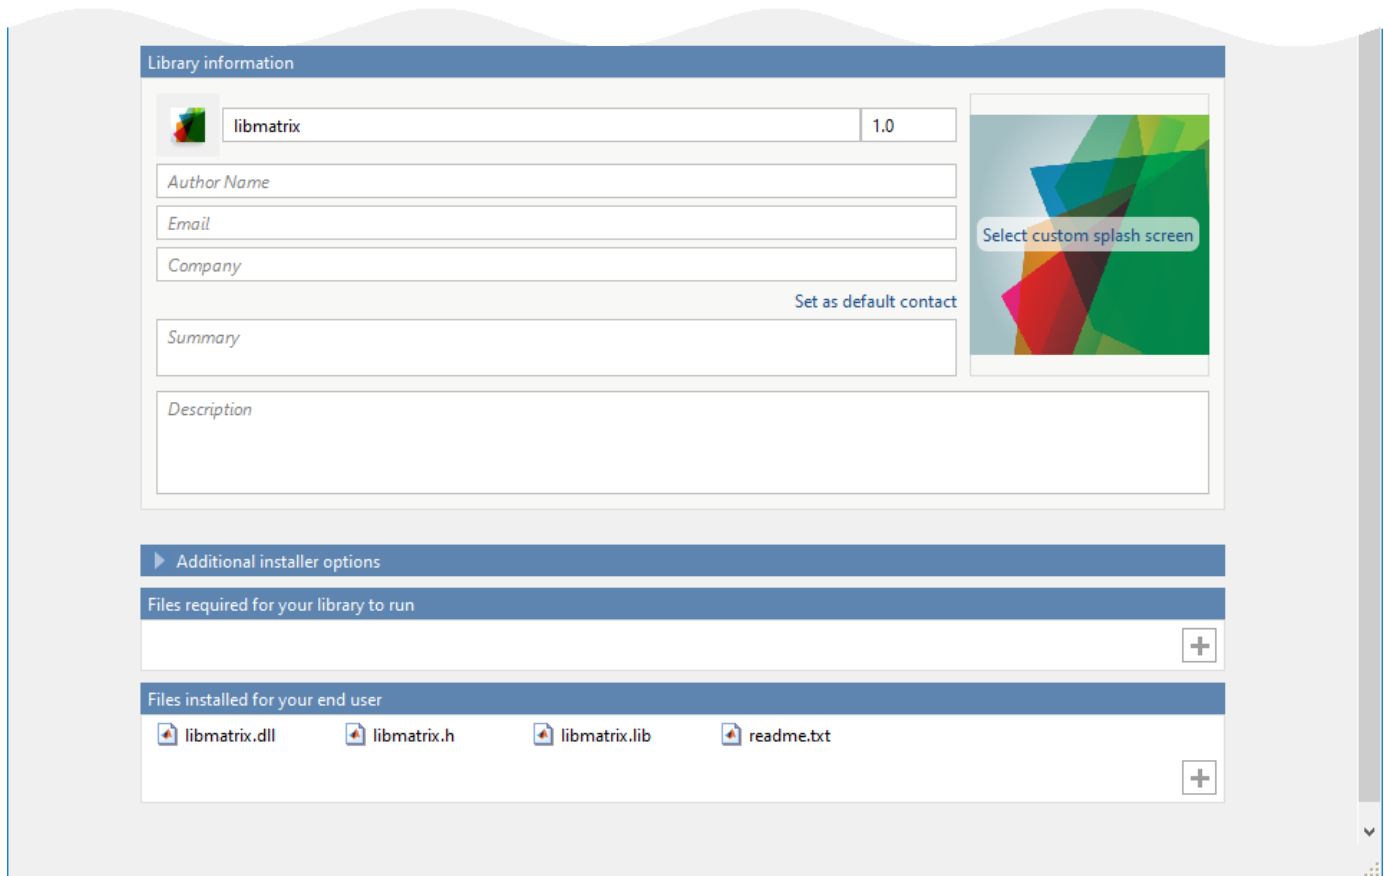 Library information
libmatrix 1.0
Author Name
Email
Select custom splash screen
Company
Set as default contact
Summary
Description
Additional installer options
Files required for your library to run
Files installed for your end user
libmatrix.dll libmatrix.h libmatrix.lib readme.txt